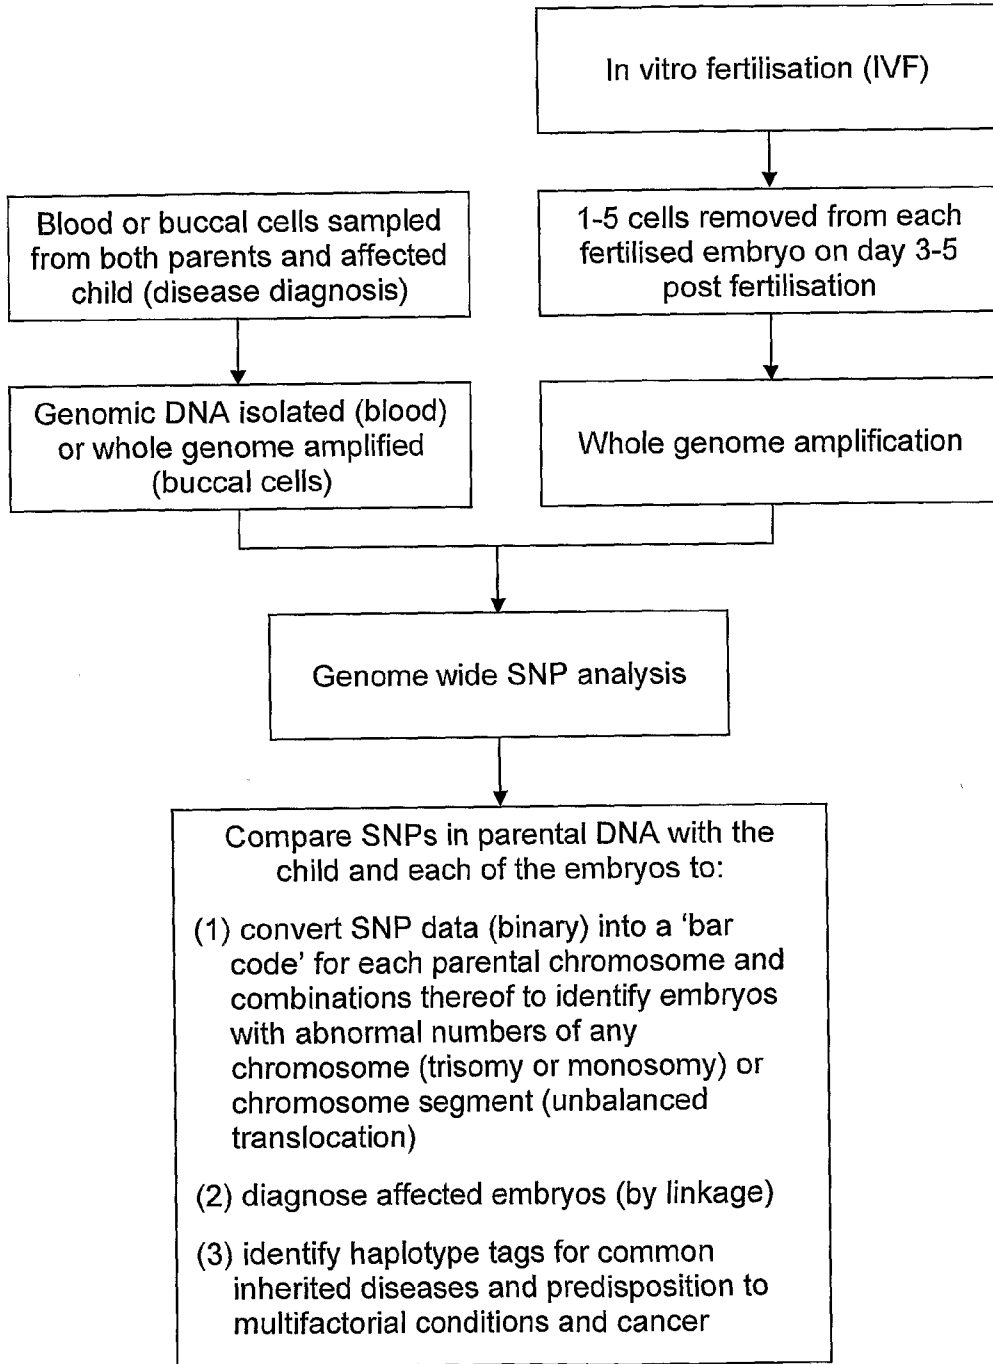 In vitro fertilisation (IVF)
Blood or buccal cells sampled
from both parents and affected
child (disease diagnosis)
1-5 cells removed from each
fertilised embryo on day 3-5
post fertilisation
Genomic DNA isolated (blood)
or whole genome amplified
(buccal cells)
Whole genome amplification
Genome wide SNP analysis
Compare SNPs in parental DNA with the
child and each of the embryos to:
(1) convert SNP data (binary) into a 'bar
code' for each parental chromosome and
combinations thereof to identify embryos
with abnormal numbers of any
chromosome (trisomy or monosomy) or
chromosome segment (unbalanced
translocation)
(2) diagnose affected embryos (by linkage)
(3) identify haplotype tags for common
inherited diseases and predisposition to
multifactorial conditions and cancer